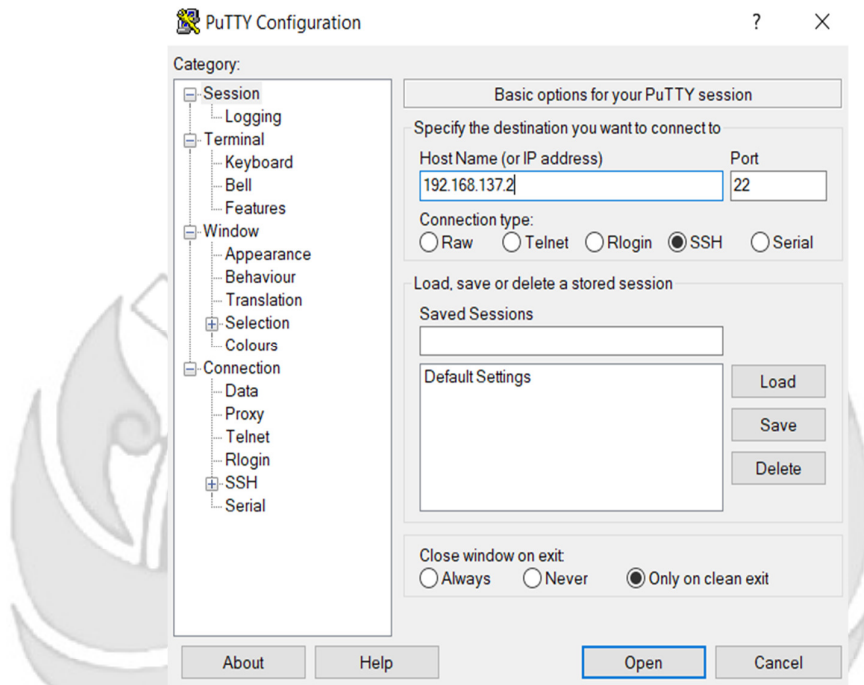 PuTTY Configuration ? X
Category:
Session
Logging
Terminal
Keyboard
Bell
Features
Window
Appearance
Behaviour
Translation
Selection
Colours
Connection
Data
Proxy
Telnet
Rlogin
SSH
Serial
Basic options for your PuTTY session
Specify the destination you want to connect to
Host Name (or IP address) Port
192.168.137.2 22
Connection type:
Raw Telnet Rlogin SSH Serial
Load, save or delete a stored session
Saved Sessions
Default Settings
Load
Save
Delete
Close window on exit:
Always Never Only on clean exit
About Help Open Cancel